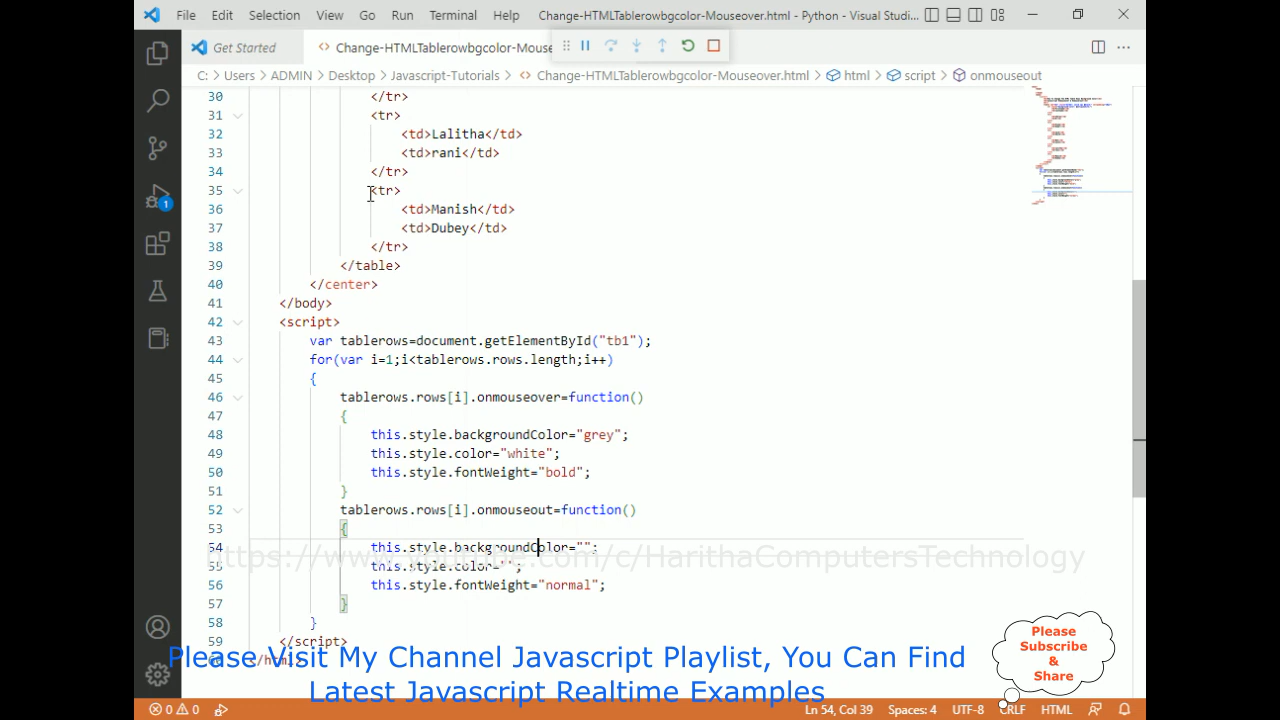 File Edit Selection View Go Run Terminal Help Change-HTMLTablerowbgcolor-Mouseover.html - Python - Visual Studi...
Get Started Change-HTMLTablerowbgcolor-Mouse
C: > Users > ADMIN > Desktop > Javascript-Tutorials > Change-HTMLTablerowbgcolor-Mouseover.html > html > script > onmouseout
30 </tr>
31 <tr>
32 <td>Lalitha</td>
33 <td>rani</td>
34 </tr>
35 <tr>
36 <td>Manish</td>
37 <td>Dubey</td>
38 </tr>
39 </table>
40 </center>
41 </body>
42 <script>
43 var tablerows=document.getElementById("tb1");
44 for(var i=1;i<tablerows.rows.length;i++)
45 {
46 tablerows.rows[i].onmouseover=function()
47 {
48 this.style.backgroundColor="grey";
49 this.style.color="white";
50 this.style.fontWeight="bold";
51 }
52 tablerows.rows[i].onmouseout=function()
53 {
54 this.style.backgroundColor="";
https://www.youtube.com/c/HarithaComputersTechnology
55 this.style.color="";
56 this.style.fontWeight="normal";
57 }
58 }
59 </script>
60 </html>
1
Please Visit My Channel Javascript Playlist, You Can Find
Latest Javascript Realtime Examples
Please
Subscribe
&
Share
0 0 Ln 54, Col 39 Spaces: 4 UTF-8 CRLF HTML